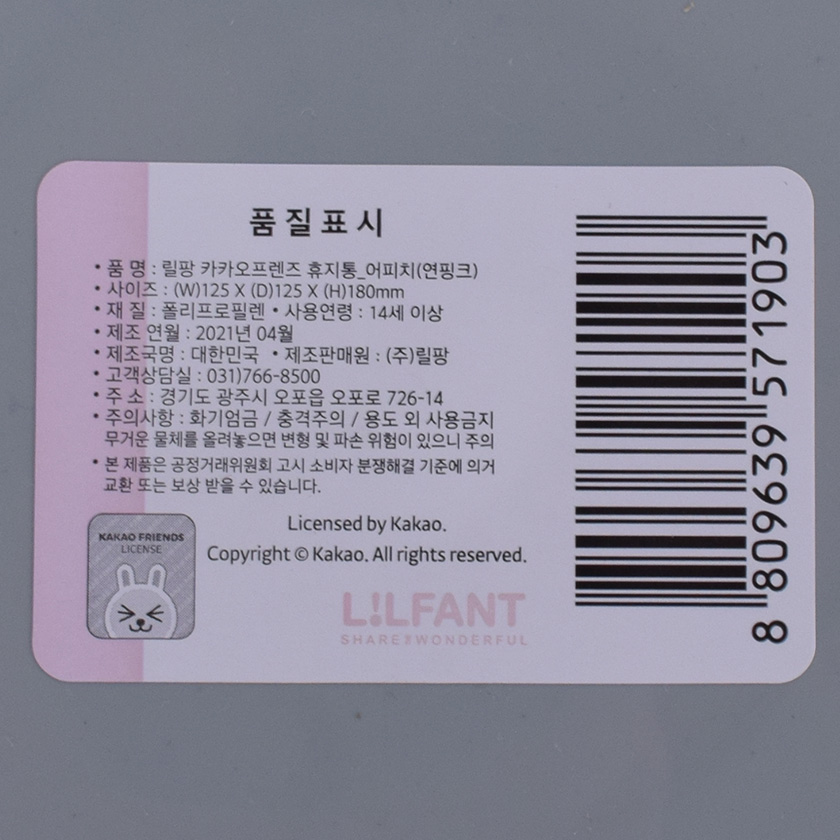 품질표시
• 품 명 : 릴팡 카카오프렌즈 휴지통_어피치(연핑크)
• 사이즈 : (W)125 X (D)125 X (H)180mm
• 재 질 : 폴리프로필렌 • 사용연령 : 14세 이상
• 제조 연월 : 2021년 04월
• 제조국명 : 대한민국 • 제조판매원 : (주)릴팡
• 고객상담실 : 031)766-8500
• 주 소 : 경기도 광주시 오포읍 오포로 726-14
• 주의사항 : 화기엄금 / 충격주의 / 용도 외 사용금지
무거운 물체를 올려놓으면 변형 및 파손 위험이 있으니 주의
• 본 제품은 공정거래위원회 고시 소비자 분쟁해결 기준에 의거
교환 또는 보상 받을 수 있습니다.
KAKAO FRIENDS
LICENSE
Licensed by Kakao.
Copyright © Kakao. All rights reserved.
L!LFANT
SHARE WONDERFUL
8 809639 571903